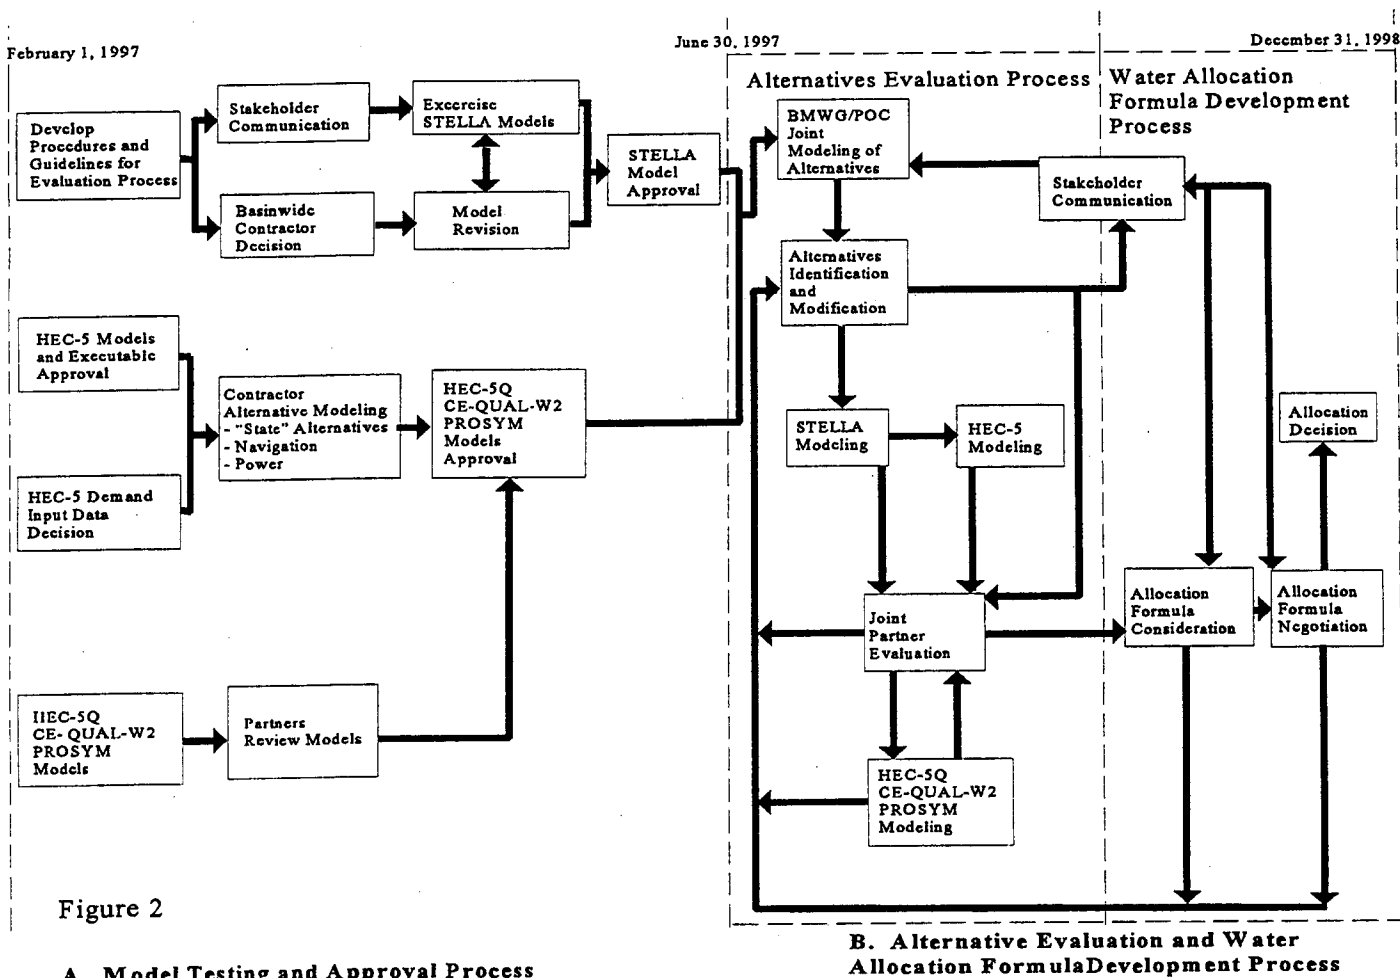 February 1, 1997
June 30, 1997
December 31, 1998
Develop
Procedures and
Guidelines for
Evaluation Process
Stakeholder
Communication
Excercise
STELLA Models
Basinwide
Contractor
Decision
Model
Revision
STELLA
Model
Approval
HEC-5 Models
and Executable
Approval
HEC-5 Demand
Input Data
Decision
Contractor
Alternative Modeling
- "State" Alternatives
- Navigation
- Power
HEC-5Q
CE-QUAL-W2
PROSYM
Models
Approval
HEC-5Q
CE- QUAL-W2
PROSYM
Models
Partners
Review Models
Figure 2
A. Model Testing and Approval Process
Alternatives Evaluation Process
BMWG/POC
Joint
Modeling of
Alternatives
Alternatives
Identification
and
Modification
STELLA
Modeling
HEC-5
Modeling
Joint
Partner
Evaluation
HEC-5Q
CE-QUAL-W2
PROSYM
Modeling
Water Allocation
Formula Development
Process
Stakeholder
Communication
Allocation
Decision
Allocation
Formula
Consideration
Allocation
Formula
Negotiation
B. Alternative Evaluation and Water
Allocation FormulaDevelopment Process